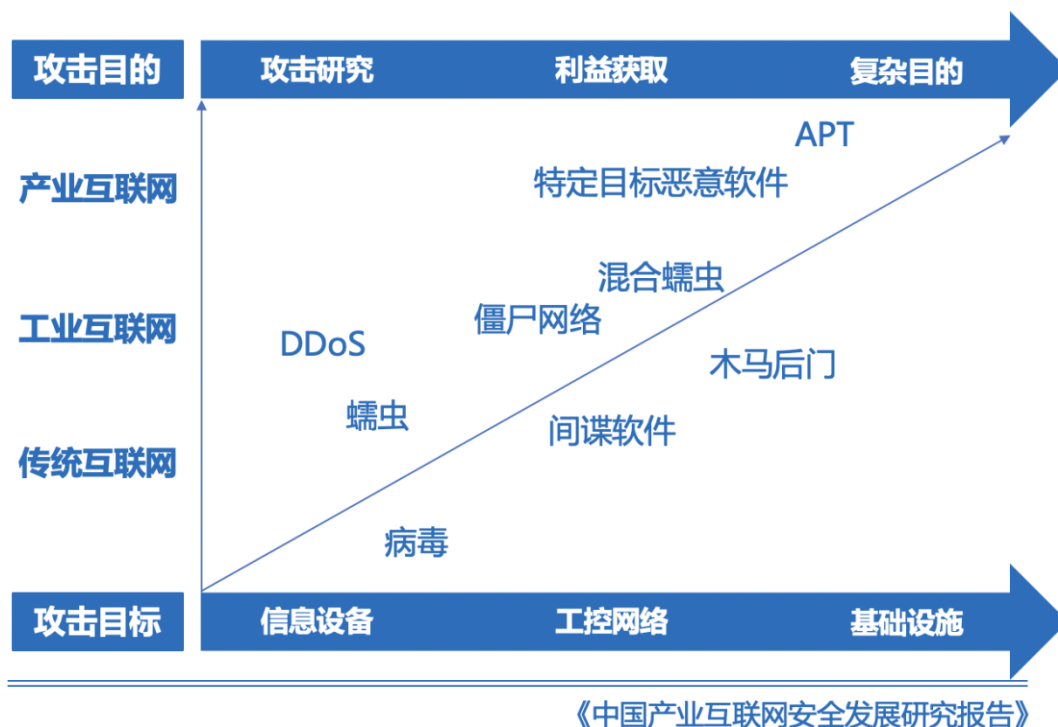 攻击目的
攻击研究 利益获取 复杂目的
APT
产业互联网
特定目标恶意软件
混合蠕虫
工业互联网
僵尸网络
DDoS
木马后门
蠕虫
间谍软件
传统互联网
病毒
攻击目标
信息设备 工控网络 基础设施
《中国产业互联网安全发展研究报告》